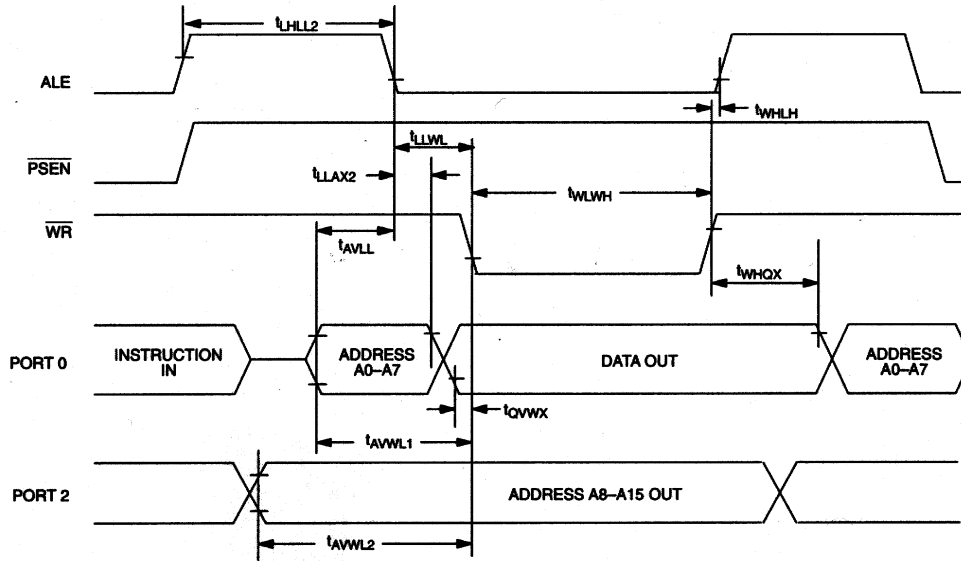 tLHLL2
ALE
tWHLH
tLLWL
PSEN
tLLAX2
tWLWH
WR
tAVLL
tWHQX
PORT 0
INSTRUCTION
IN
ADDRESS
A0–A7
DATA OUT
ADDRESS
A0–A7
tQVWX
tAVWL1
PORT 2
ADDRESS A8–A15 OUT
tAVWL2